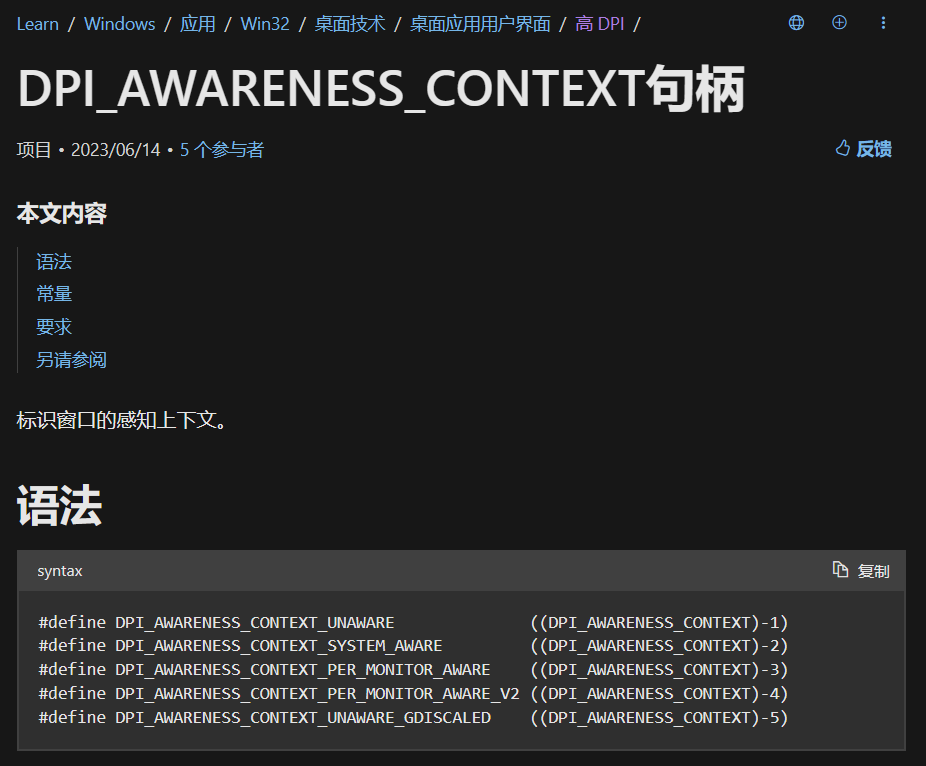 Learn / Windows / 应用 / Win32 / 桌面技术 / 桌面应用用户界面 / 高 DPI /
DPI_AWARENESS_CONTEXT句柄
项目 • 2023/06/14 • 5 个参与者
反馈
本文内容
语法
常量
要求
另请参阅
标识窗口的感知上下文。
语法
syntax
复制
#define DPI_AWARENESS_CONTEXT_UNAWARE              ((DPI_AWARENESS_CONTEXT)-1)
#define DPI_AWARENESS_CONTEXT_SYSTEM_AWARE         ((DPI_AWARENESS_CONTEXT)-2)
#define DPI_AWARENESS_CONTEXT_PER_MONITOR_AWARE    ((DPI_AWARENESS_CONTEXT)-3)
#define DPI_AWARENESS_CONTEXT_PER_MONITOR_AWARE_V2 ((DPI_AWARENESS_CONTEXT)-4)
#define DPI_AWARENESS_CONTEXT_UNAWARE_GDISCALED    ((DPI_AWARENESS_CONTEXT)-5)